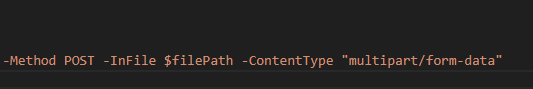 -Method POST -InFile $filePath -ContentType "multipart/form-data"